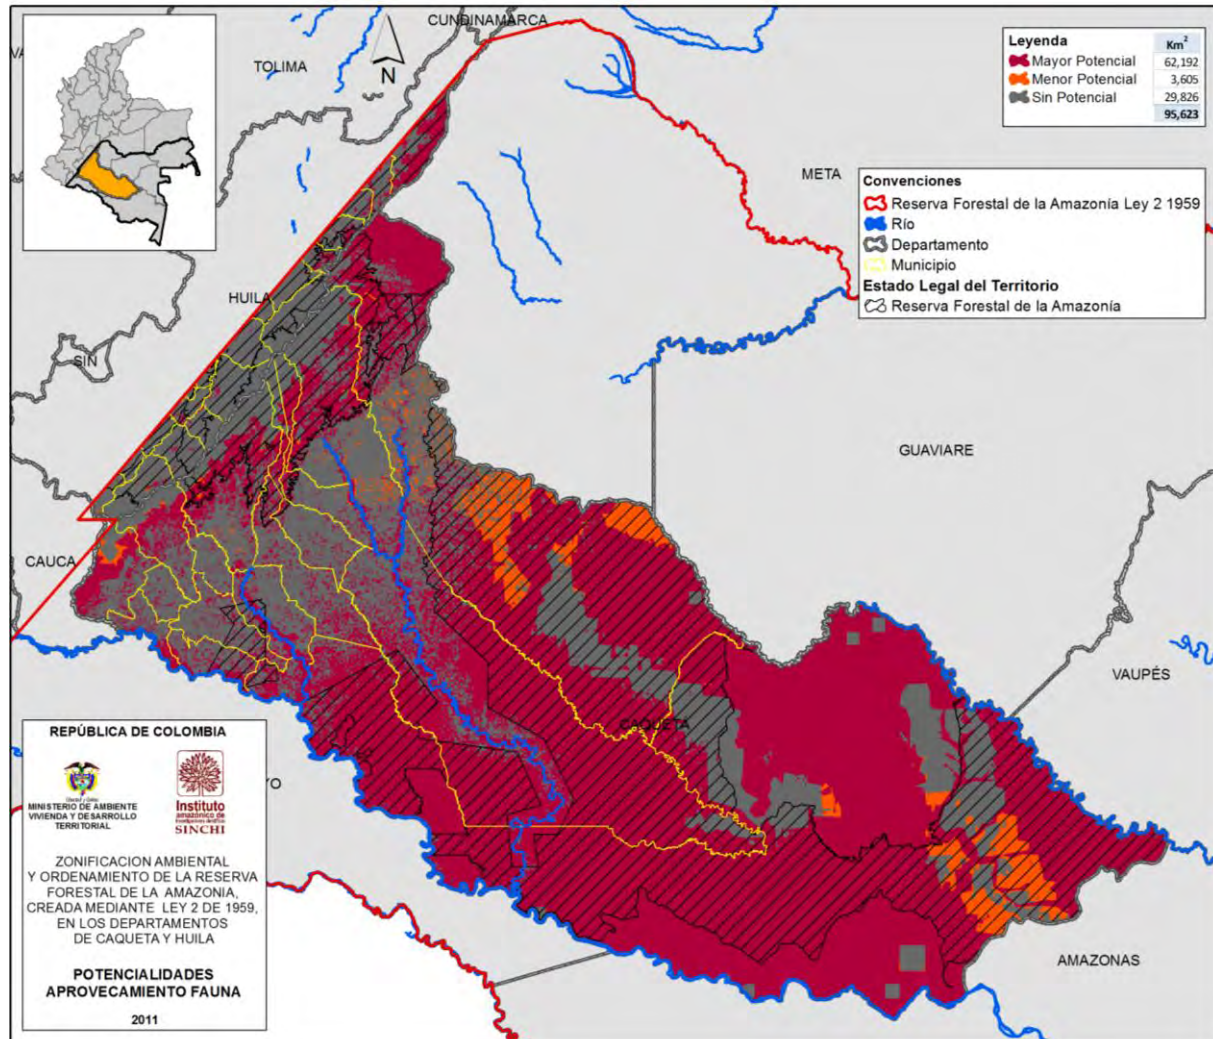 CUNDINAMARCA
VA
TOLIMA
N
Leyenda Km2
Mayor Potencial 62,192
Menor Potencial 3,605
Sin Potencial 29,826
95,623
META
Convenciones
Reserva Forestal de la Amazonía Ley 2 1959
Río
Departamento
Municipio
Estado Legal del Territorio
Reserva Forestal de la Amazonía
HUILA
SIN
GUAVIARE
CAUCA
VAUPÉS
CAQUETA
REPÚBLICA DE COLOMBIA
MINISTERIO DE AMBIENTE
VIVIENDA Y DESARROLLO
TERRITORIAL
Instituto
amazónico de
SINCHI
YO
ZONIFICACION AMBIENTAL
Y ORDENAMIENTO DE LA RESERVA
FORESTAL DE LA AMAZONIA,
CREADA MEDIANTE LEY 2 DE 1959,
EN LOS DEPARTAMENTOS
DE CAQUETA Y HUILA
POTENCIALIDADES
APROVECAMIENTO FAUNA
2011
AMAZONAS